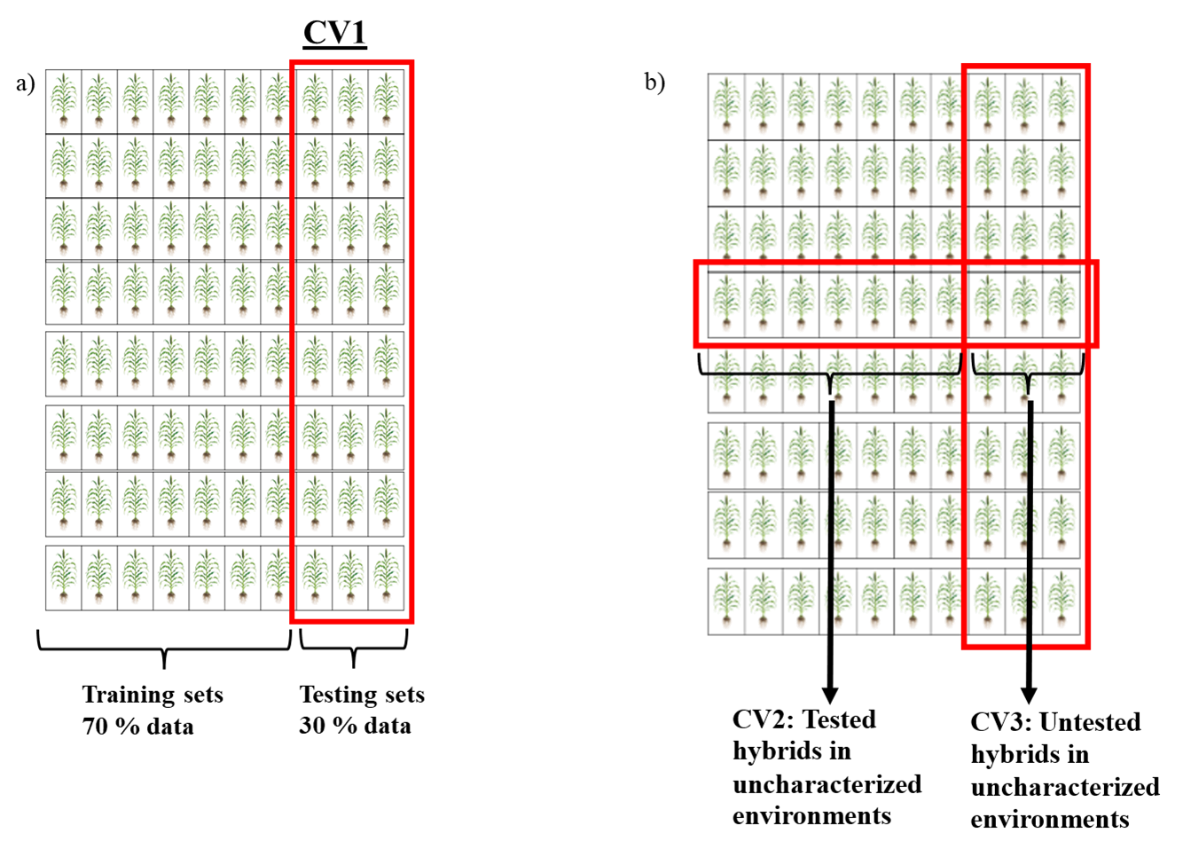 CV1
a)
b)
Training sets
70 % data
Testing sets
30 % data
CV2: Tested
hybrids in
uncharacterized
environments
CV3: Untested
hybrids in
uncharacterized
environments